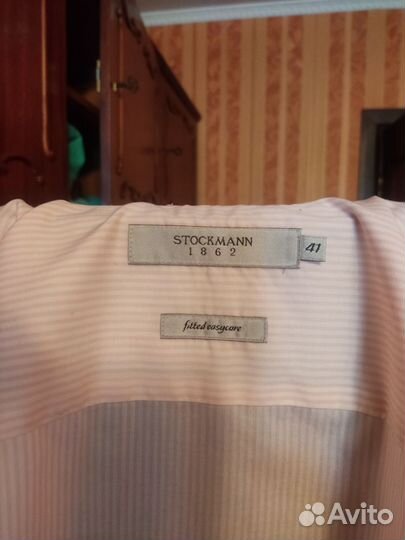 STOCKMANN
1862
41
fitted easycare
Avito